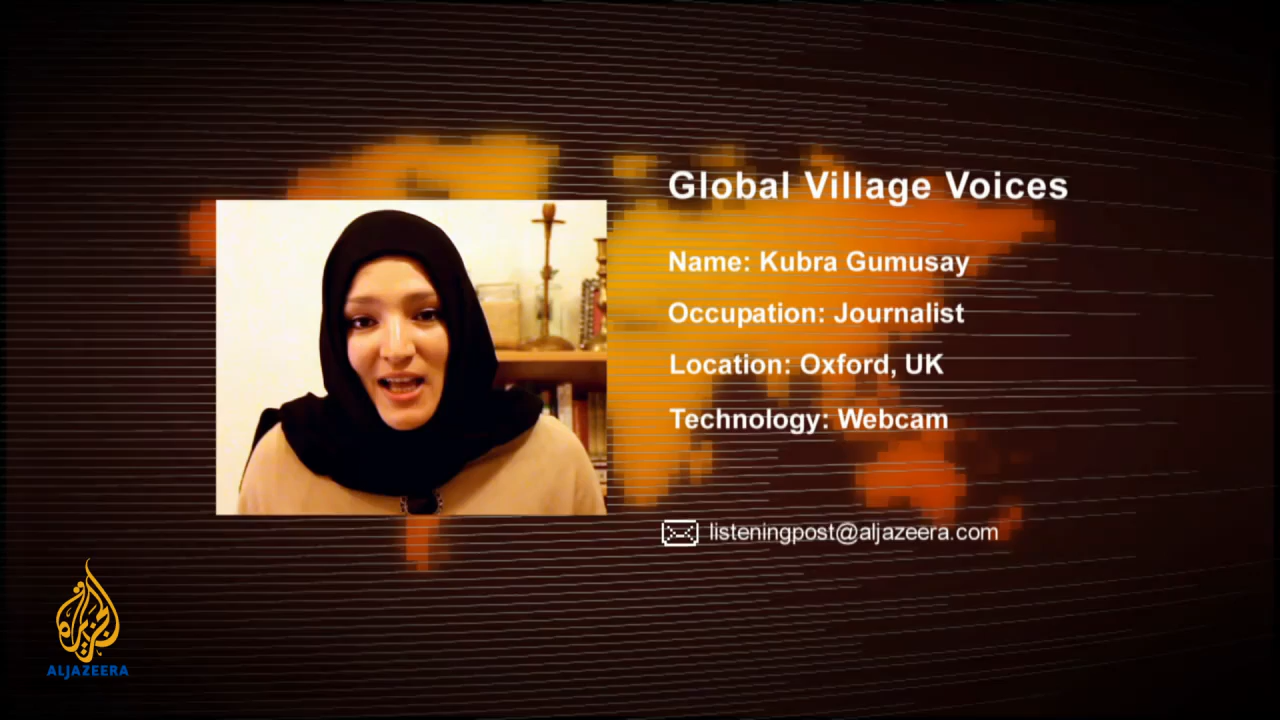 Global Village Voices
Name: Kubra Gumusay
Occupation: Journalist
Location: Oxford, UK
Technology: Webcam
listeningpost@aljazeera.com
الجزيرة
ALJAZEERA